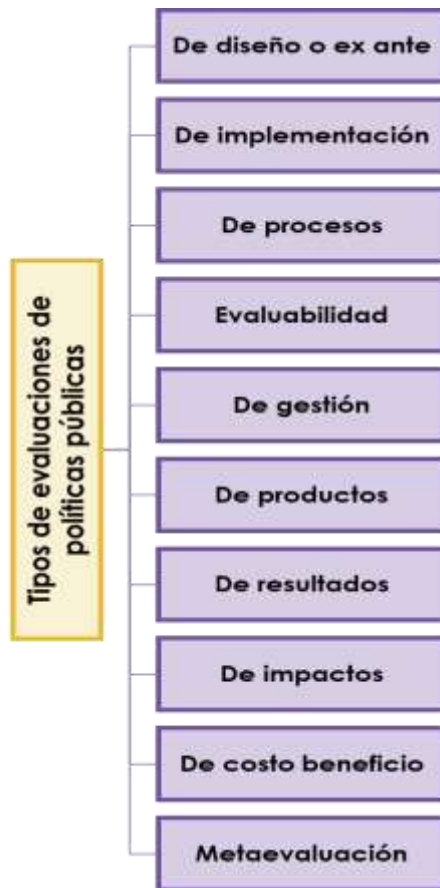 Tipos de evaluaciones de
políticas públicas
De diseño o ex ante
De implementación
De procesos
Evaluabilidad
De gestión
De productos
De resultados
De impactos
De costo beneficio
Metaevaluación